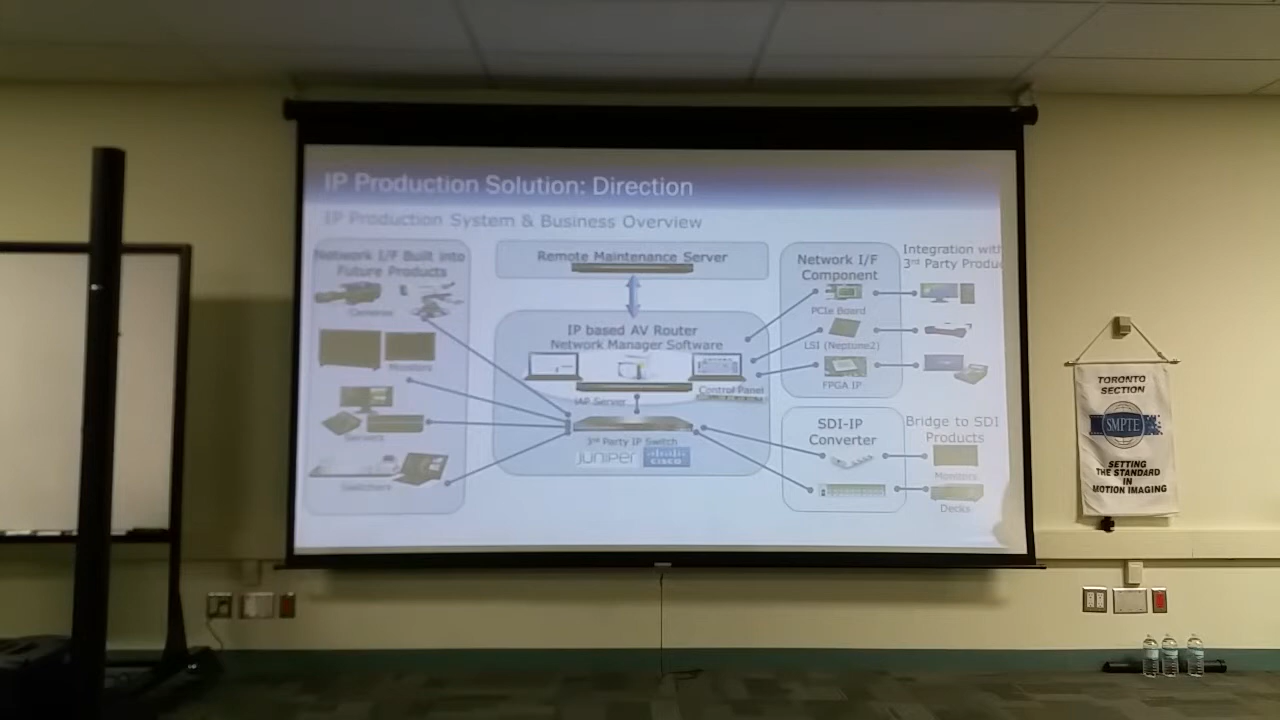 IP Production Solution: Direction
IP Production System & Business Overview
Network I/F Built into
Future Products
Cameras
Monitors
Servers
Switchers
Remote Maintenance Server
IP based AV Router
Network Manager Software
Control Panel
IAP Server
3rd Party IP Switch
JUNIPER
CISCO
Network I/F
Component
PCIe Board
LSI (Neptune2)
FPGA IP
Integration with
3rd Party
SDI-IP
Converter
Bridge to SDI
Products
Monitors
Decks
TORONTO
SECTION
SMPTE
SETTING
THE STANDARD
IN
MOTION IMAGING